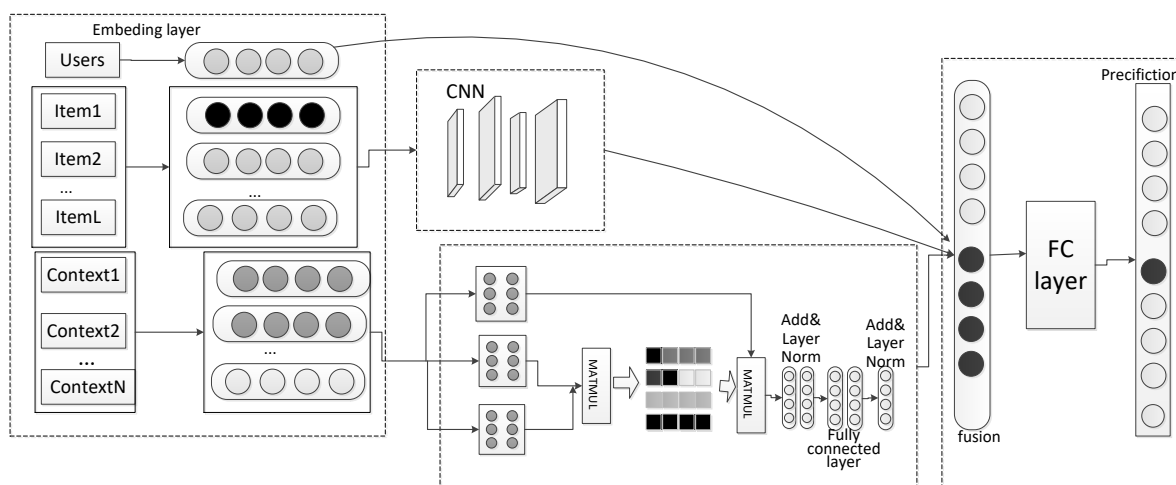 Embeding layer
Users
Item1
Item2
...
ItemL
...
Context1
Context2
...
ContextN
...
CNN
MATMUL
MATMUL
Add&
Layer
Norm
Fully
connected
layer
Add&
Layer
Norm
fusion
FC
layer
Precifiction